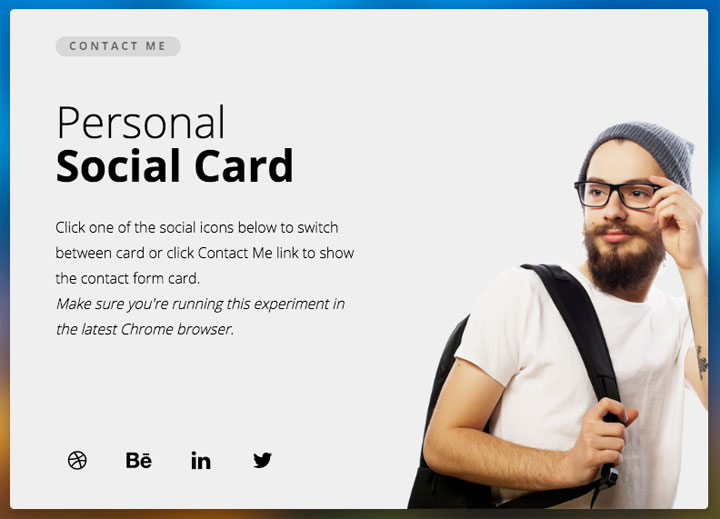 CONTACT ME
Personal
Social Card
Click one of the social icons below to switch
between card or click Contact Me link to show
the contact form card.
Make sure you're running this experiment in
the latest Chrome browser.
Bē in